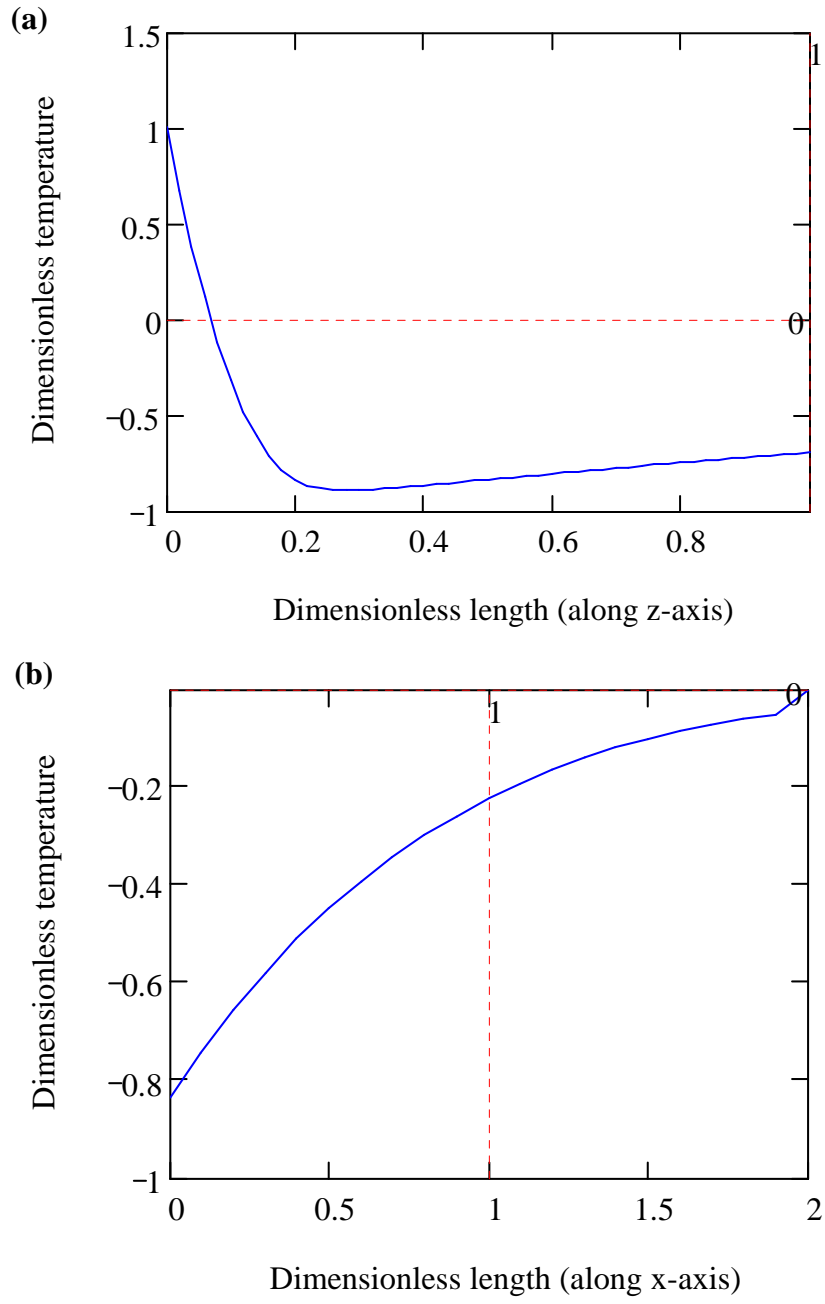 (a)
1.5
1
1
0.5
0
0
−0.5
−1
0 0.2 0.4 0.6 0.8
Dimensionless temperature
Dimensionless length (along z-axis)
(b)
0
1
−0.2
−0.4
−0.6
−0.8
−1
0 0.5 1 1.5 2
Dimensionless temperature
Dimensionless length (along x-axis)